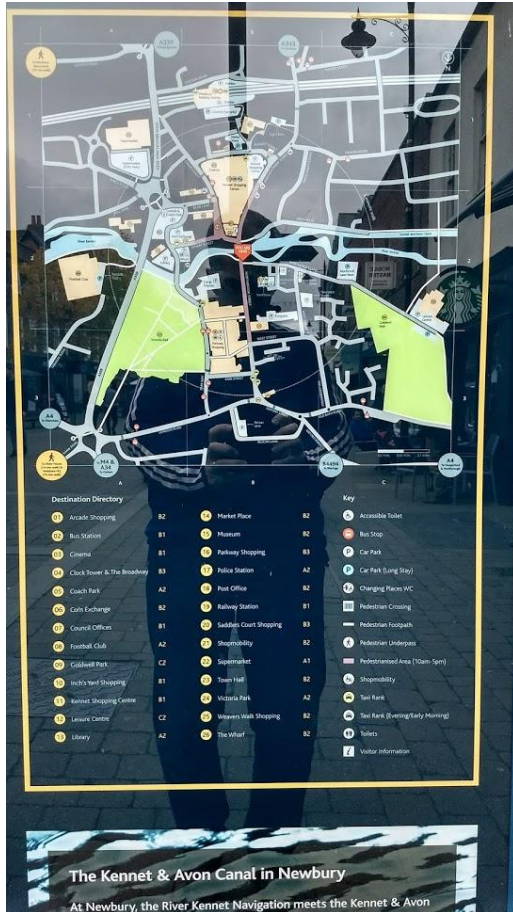 A339
A343
River Kennet
Football Club
Victoria Park
WEST STREET
A4
M4 &
A34
B4494
A4
A
B
C
Destination Directory
01 Arcade Shopping B2
02 Bus Station B1
03 Cinema B1
04 Clock Tower & The Broadway B3
05 Coach Park A2
06 Corn Exchange B2
07 Council Offices B1
08 Football Club A2
09 Goldwell Park C2
10 Inch's Yard Shopping B1
11 Kennet Shopping Centre B1
12 Leisure Centre C2
13 Library A2
14 Market Place B2
15 Museum B2
16 Parkway Shopping B3
17 Police Station A2
18 Post Office B2
19 Railway Station B1
20 Saddlers Court Shopping B3
21 Shopmobility B2
22 Supermarket A1
23 Town Hall B2
24 Victoria Park A2
25 Weavers Walk Shopping B2
26 The Wharf B2
Key
Accessible Toilet
Bus Stop
P Car Park
P Car Park (Long Stay)
Changing Places WC
Pedestrian Crossing
Pedestrian Footpath
Pedestrian Underpass
Pedestrianised Area (10am-5pm)
Shopmobility
Taxi Rank
Taxi Rank (Evening/Early Morning)
Toilets
i Visitor Information
The Kennet & Avon Canal in Newbury
At Newbury, the River Kennet Navigation meets the Kennet & Avon